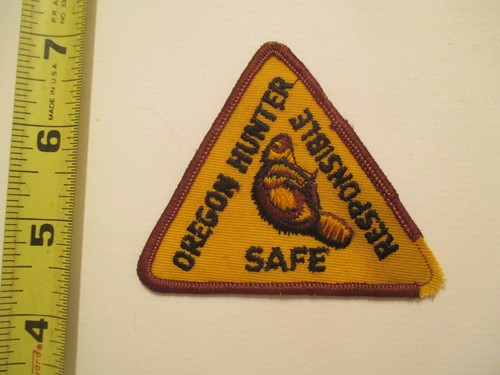 OREGON HUNTER
RESPONSIBLE
SAFE
7
6
5
4
MADE IN U.S.A.